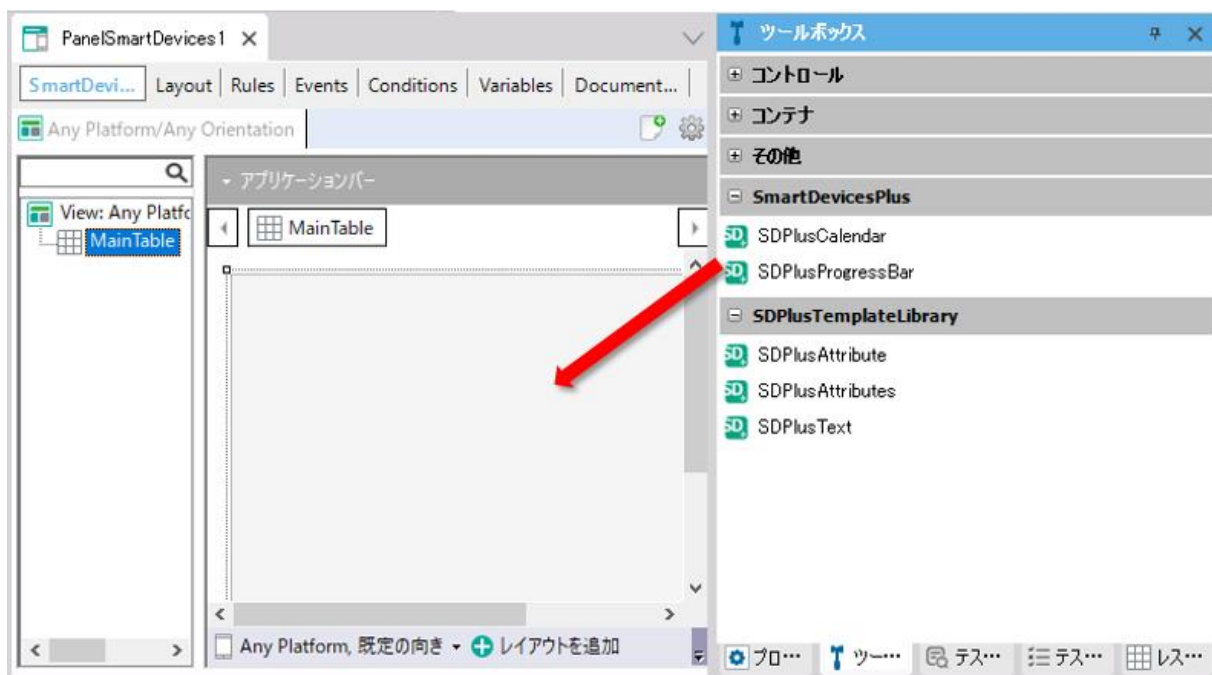 PanelSmartDevices1
SmartDevi... Layout Rules Events Conditions Variables Document...
Any Platform/Any Orientation
View: Any Platfc
MainTable
アプリケーションバー
MainTable
Any Platform, 既定の向き レイアウトを追加
ツールボックス
コントロール
コンテナ
その他
SmartDevicesPlus
SDPlusCalendar
SDPlusProgressBar
SDPlusTemplateLibrary
SDPlusAttribute
SDPlusAttributes
SDPlusText
プロ… ツー… テス… テス… レス…